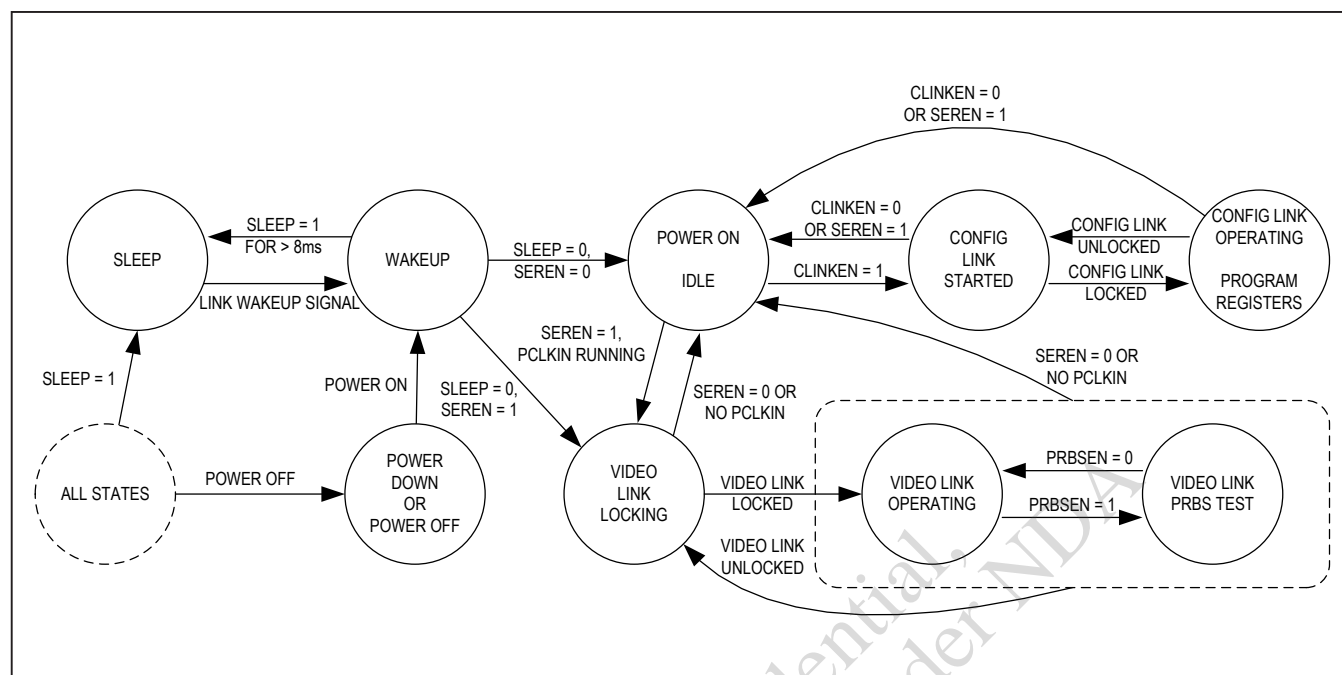 CLINKEN = 0
OR SEREN = 1
SLEEP
SLEEP = 1
FOR > 8ms
LINK WAKEUP SIGNAL
WAKEUP
SLEEP = 0,
SEREN = 0
POWER ON
IDLE
CLINKEN = 0
OR SEREN = 1
CLINKEN = 1
CONFIG
LINK
STARTED
CONFIG LINK
UNLOCKED
CONFIG LINK
LOCKED
CONFIG LINK
OPERATING
PROGRAM
REGISTERS
SLEEP = 1
POWER ON
SLEEP = 0,
SEREN = 1
SEREN = 1,
PCLKIN RUNNING
SEREN = 0 OR
NO PCLKIN
SEREN = 0 OR
NO PCLKIN
ALL STATES
POWER OFF
POWER
DOWN
OR
POWER OFF
VIDEO
LINK
LOCKING
VIDEO LINK
LOCKED
VIDEO LINK
OPERATING
PRBSEN = 0
PRBSEN = 1
VIDEO LINK
PRBS TEST
VIDEO LINK
UNLOCKED
NDA